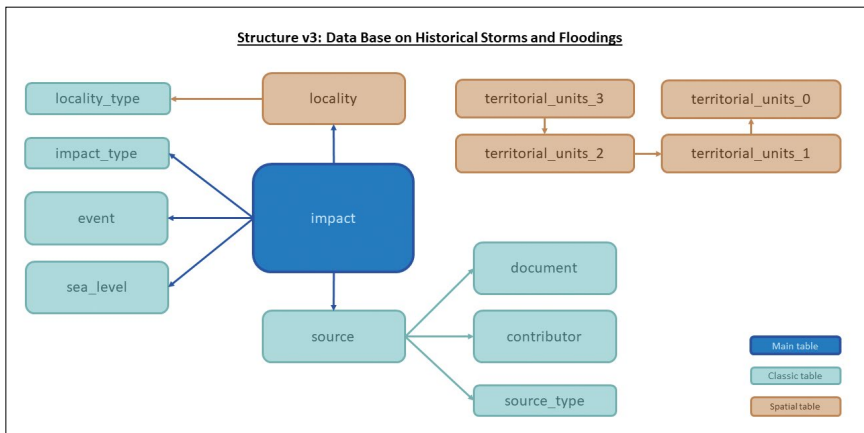 Structure v3: Data Base on Historical Storms and Floodings
locality_type
locality
territorial_units_3
territorial_units_0
impact_type
territorial_units_2
territorial_units_1
event
impact
sea_level
document
source
contributor
source_type
Main table
Classic table
Spatial table